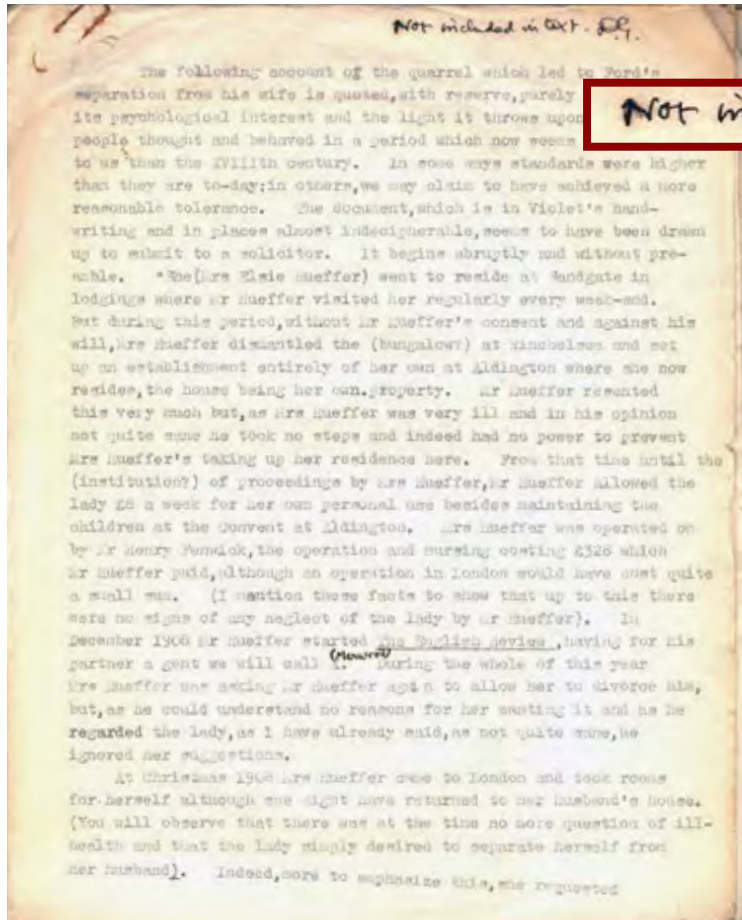 Not included in text. D.G.
Not in
The following account of the quarrel which led to Ford's
separation from his wife is quoted,with reserve,purely
its psychological interest and the light it throws upon
people thought and behaved in a period which now seems
to us than the XVIIIth century. In some ways standards were higher
than they are to-day;in others,we may claim to have achieved a more
reasonable tolerance. The document,which is in Violet's hand-
writing and in places almost indecipherable,seems to have been drawn
up to submit to a solicitor. It begins abruptly and without pre-
amble. "She(Mrs Elsie Hueffer) went to reside at Sandgate in
lodgings where Mr Hueffer visited her regularly every week-end.
But during this period,without Mr Hueffer's consent and against his
will,Mrs Hueffer dismantled the (bungalow?) at Winchelsea and set
up an establishment entirely of her own at Aldington where she now
resides,the house being her own.property. Mr Hueffer resented
this very much but,as Mrs Hueffer was very ill and in his opinion
not quite sane he took no steps and indeed had no power to prevent
Mrs Hueffer's taking up her residence here. From that time until the
(institution?) of proceedings by Mrs Hueffer,Mr Hueffer allowed the
lady a week for her own personal use besides maintaining the
children at the Convent at Aldington. Mrs Hueffer was operated on
by Mr Henry Fenwick,the operation and nursing costing £326 which
Mr Hueffer paid,although an operation in London would have cost quite
a small sum. (I mention these facts to show that up to this there
were no signs of any neglect of the lady by Mr Hueffer). In
December 1908 Mr Hueffer started The English Review ,having for his
partner a gent we will call During the whole of this year
Mrs Hueffer was asking Mr Hueffer again to allow her to divorce him,
but,as he could understand no reasons for her wanting it and as he
regarded the lady,as I have already said,as not quite sane,he
ignored her suggestions.
At Christmas 1908 Mrs Hueffer came to London and took rooms
for.herself although she might have returned to her husband's house.
(You will observe that there was at the time no more question of ill-
health and that the lady simply desired to separate herself from
her husband). Indeed,more to emphasize this,she requested